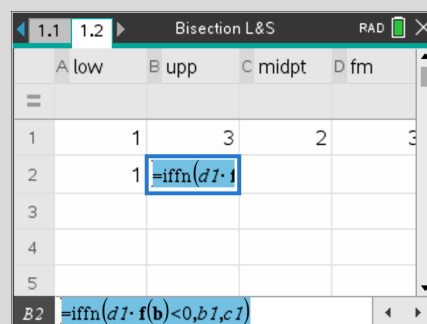 1.1 1.2 Bisection L&S RAD
A low B upp C midpt D fm
=
1 1 3 2 3
2 1 =iffn(d1·f
3
4
5
B2 =iffn(d1·f(b)<0,b1,c1)